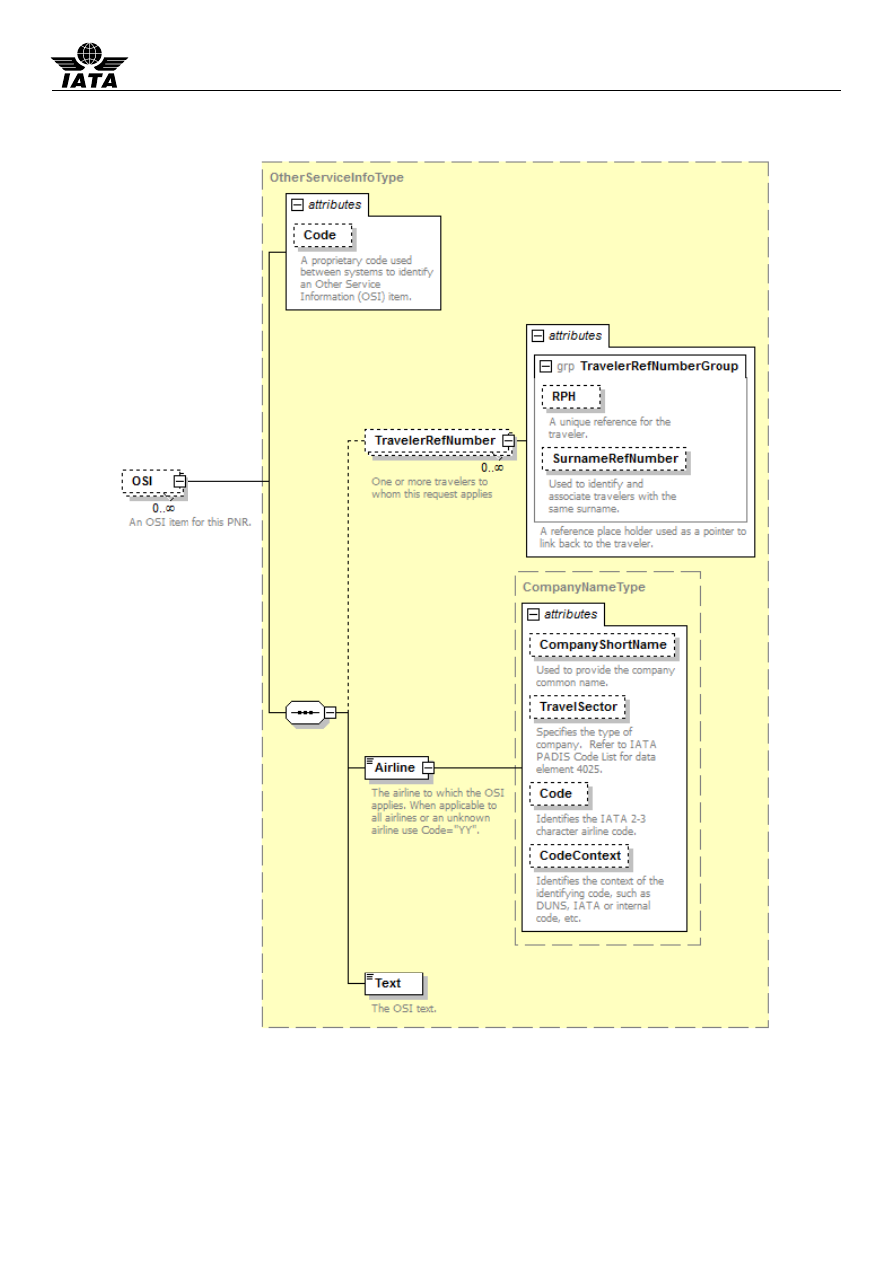 IATA
OtherServiceInfoType
attributes
Code
A proprietary code used
between systems to identify
an Other Service
Information (OSI) item.
attributes
grp TravelerRefNumberGroup
RPH
A unique reference for the
traveler.
SurnameRefNumber
Used to identify and
associate travelers with the
same surname.
A reference place holder used as a pointer to
link back to the traveler.
TravelerRefNumber
0..∞
One or more travelers to
whom this request applies
OSI
0..∞
An OSI item for this PNR.
CompanyNameType
attributes
CompanyShortName
Used to provide the company
common name.
TravelSector
Specifies the type of
company. Refer to IATA
PADIS Code List for data
element 4025.
Code
Identifies the IATA 2-3
character airline code.
CodeContext
Identifies the context of the
identifying code, such as
DUNS, IATA or internal
code, etc.
Airline
The airline to which the OSI
applies. When applicable to
all airlines or an unknown
airline use Code="YY".
Text
The OSI text.